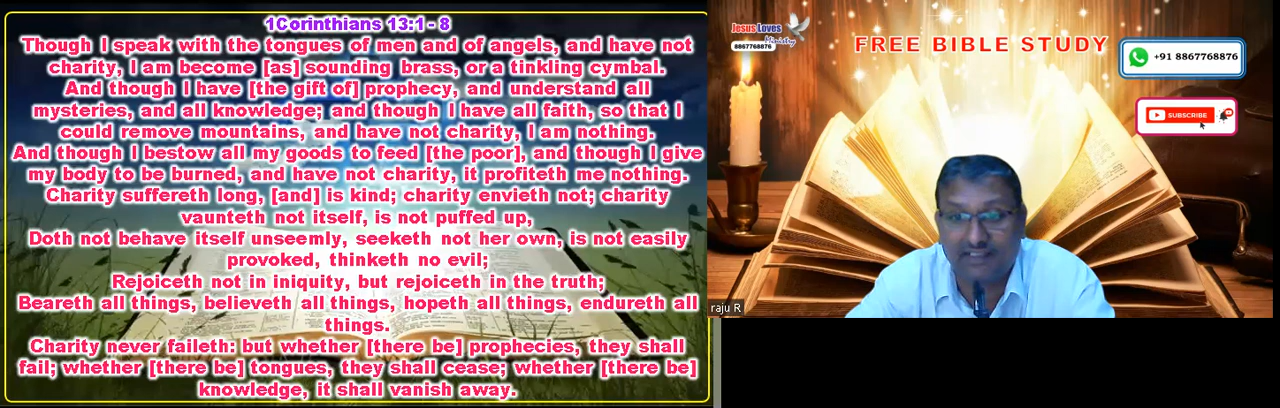 1Corinthians 13:1 - 8
Though I speak with the tongues of men and of angels, and have not
charity, I am become [as] sounding brass, or a tinkling cymbal.
And though I have [the gift of] prophecy, and understand all
mysteries, and all knowledge; and though I have all faith, so that I
could remove mountains, and have not charity, I am nothing.
And though I bestow all my goods to feed [the poor], and though I give
my body to be burned, and have not charity, it profiteth me nothing.
Charity suffereth long, [and] is kind; charity envieth not; charity
vaunteth not itself, is not puffed up,
Doth not behave itself unseemly, seeketh not her own, is not easily
provoked, thinketh no evil;
Rejoiceth not in iniquity, but rejoiceth in the truth;
Beareth all things, believeth all things, hopeth all things, endureth all
things.
Charity never faileth: but whether [there be] prophecies, they shall
fail; whether [there be] tongues, they shall cease; whether [there be]
knowledge, it shall vanish away.
Jesus Loves
Ministry
8867768876
FREE BIBLE STUDY
+91 8867768876
SUBSCRIBE
raju R